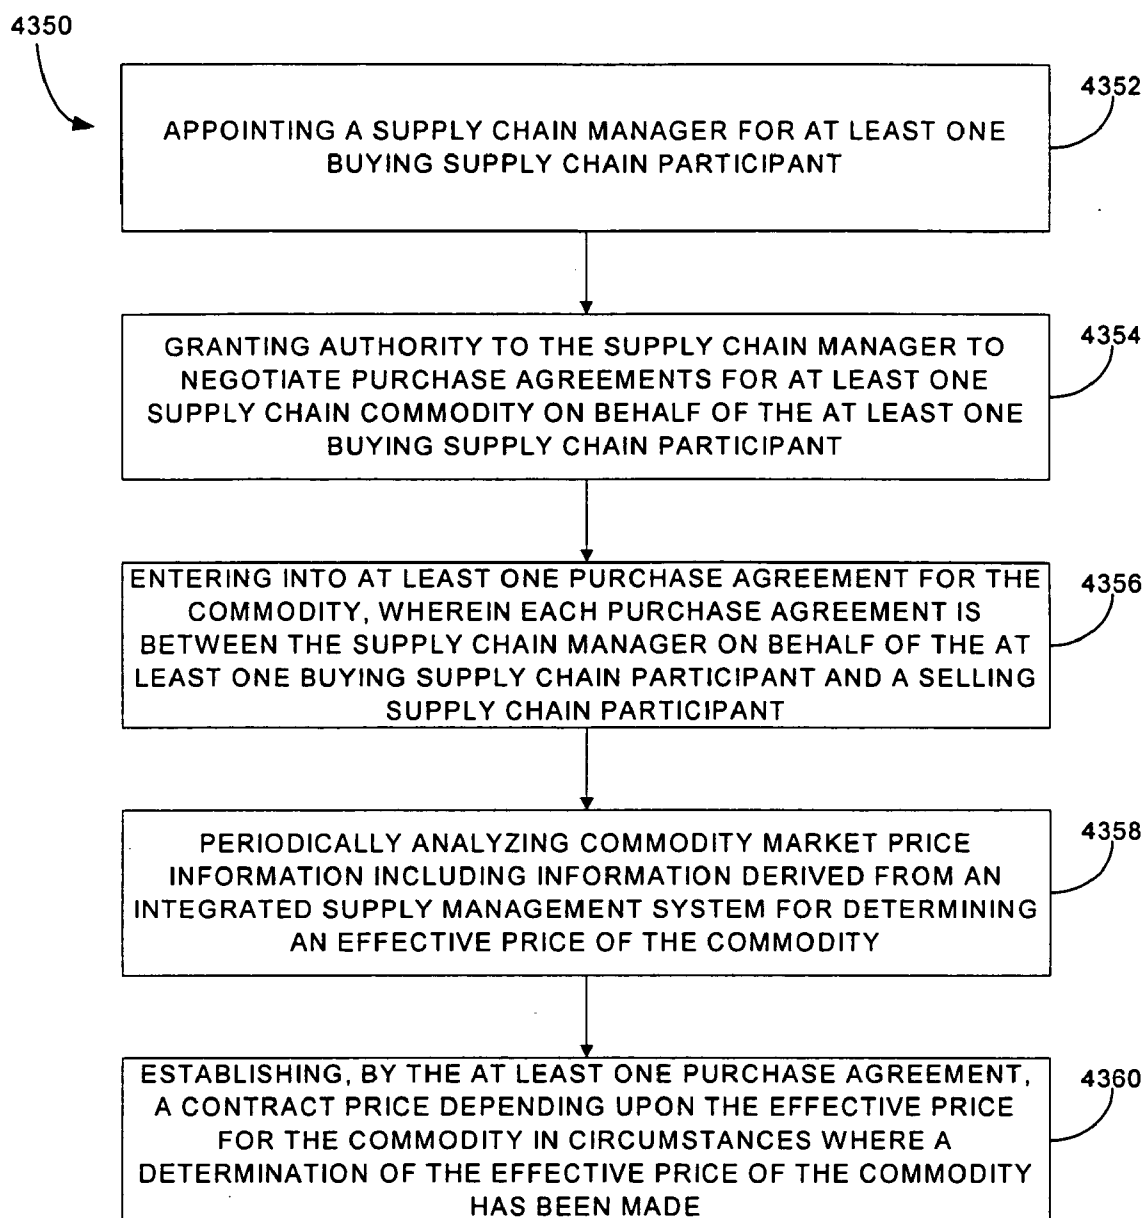 4350
4352
APPOINTING A SUPPLY CHAIN MANAGER FOR AT LEAST ONE
BUYING SUPPLY CHAIN PARTICIPANT
4354
GRANTING AUTHORITY TO THE SUPPLY CHAIN MANAGER TO
NEGOTIATE PURCHASE AGREEMENTS FOR AT LEAST ONE
SUPPLY CHAIN COMMODITY ON BEHALF OF THE AT LEAST ONE
BUYING SUPPLY CHAIN PARTICIPANT
4356
ENTERING INTO AT LEAST ONE PURCHASE AGREEMENT FOR THE
COMMODITY, WHEREIN EACH PURCHASE AGREEMENT IS
BETWEEN THE SUPPLY CHAIN MANAGER ON BEHALF OF THE AT
LEAST ONE BUYING SUPPLY CHAIN PARTICIPANT AND A SELLING
SUPPLY CHAIN PARTICIPANT
4358
PERIODICALLY ANALYZING COMMODITY MARKET PRICE
INFORMATION INCLUDING INFORMATION DERIVED FROM AN
INTEGRATED SUPPLY MANAGEMENT SYSTEM FOR DETERMINING
AN EFFECTIVE PRICE OF THE COMMODITY
4360
ESTABLISHING, BY THE AT LEAST ONE PURCHASE AGREEMENT,
A CONTRACT PRICE DEPENDING UPON THE EFFECTIVE PRICE
FOR THE COMMODITY IN CIRCUMSTANCES WHERE A
DETERMINATION OF THE EFFECTIVE PRICE OF THE COMMODITY
HAS BEEN MADE